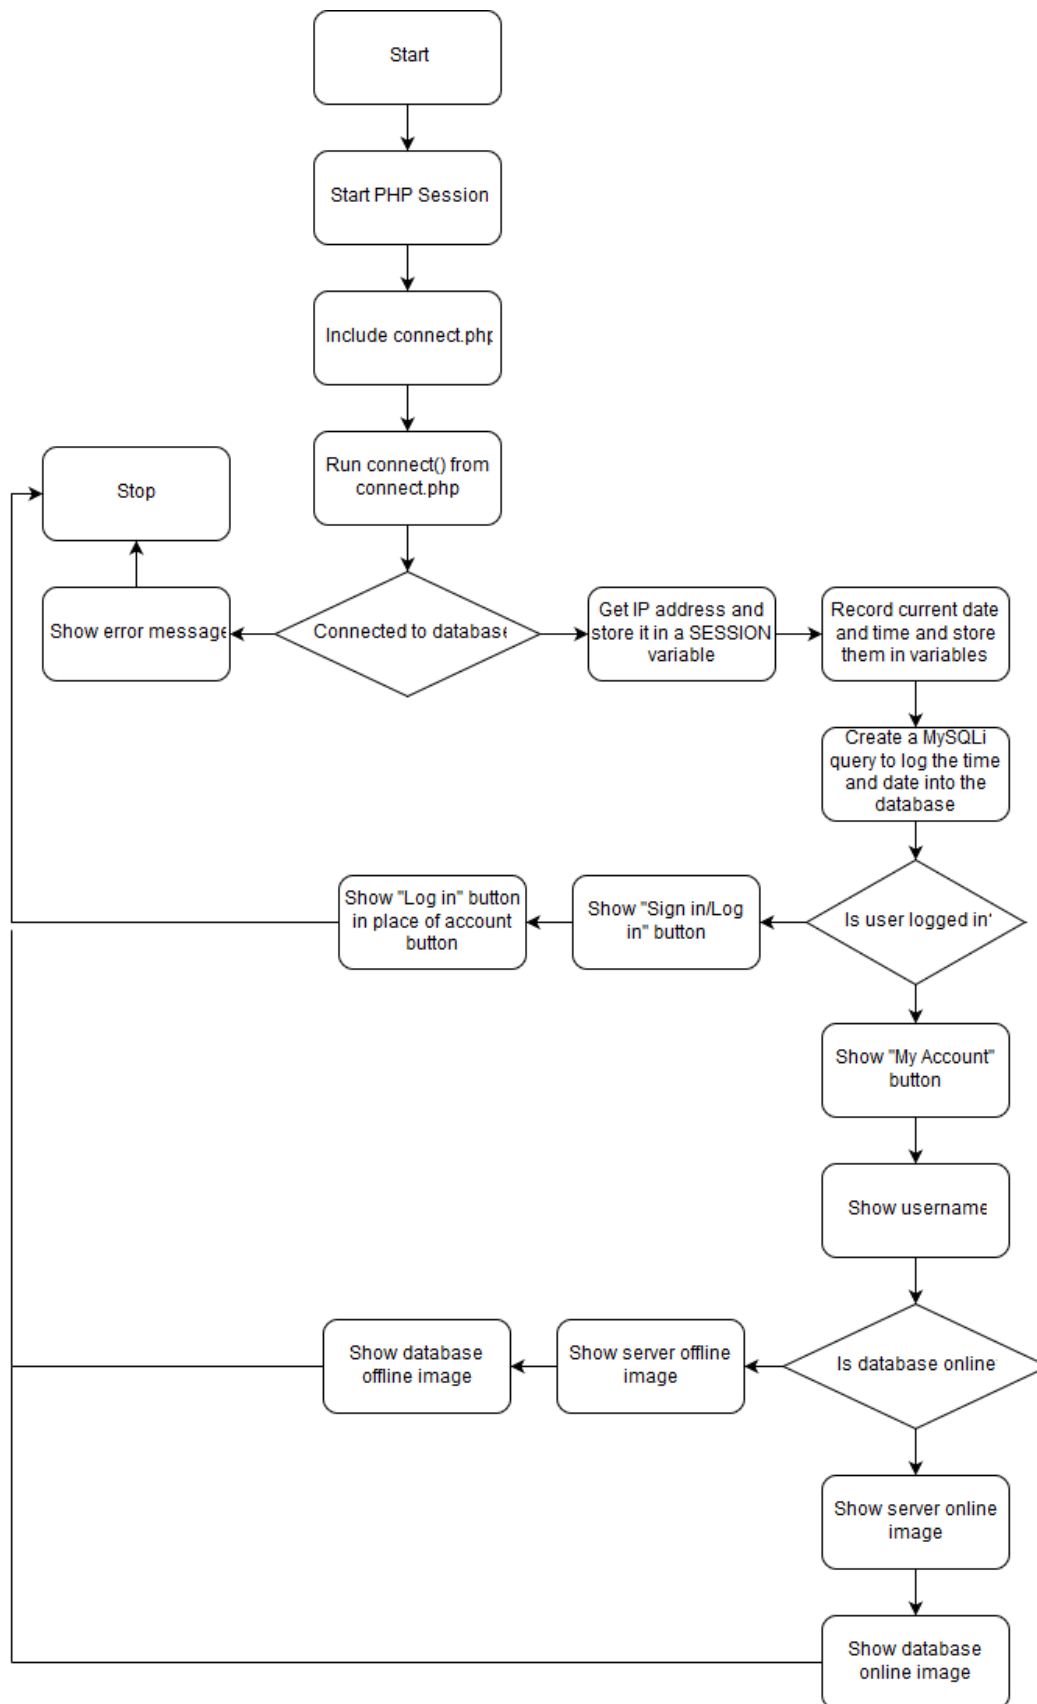 Start
Start PHP Session
Include connect.php
Run connect() from
connect.php
Stop
Show error message
Connected to database
Get IP address and
store it in a SESSION
variable
Record current date
and time and store
them in variables
Create a MySQLi
query to log the time
and date into the
database
Show "Log in" button
in place of account
button
Show "Sign in/Log
in" button
Is user logged in'
Show "My Account"
button
Show username
Show database
offline image
Show server offline
image
Is database online
Show server online
image
Show database
online image